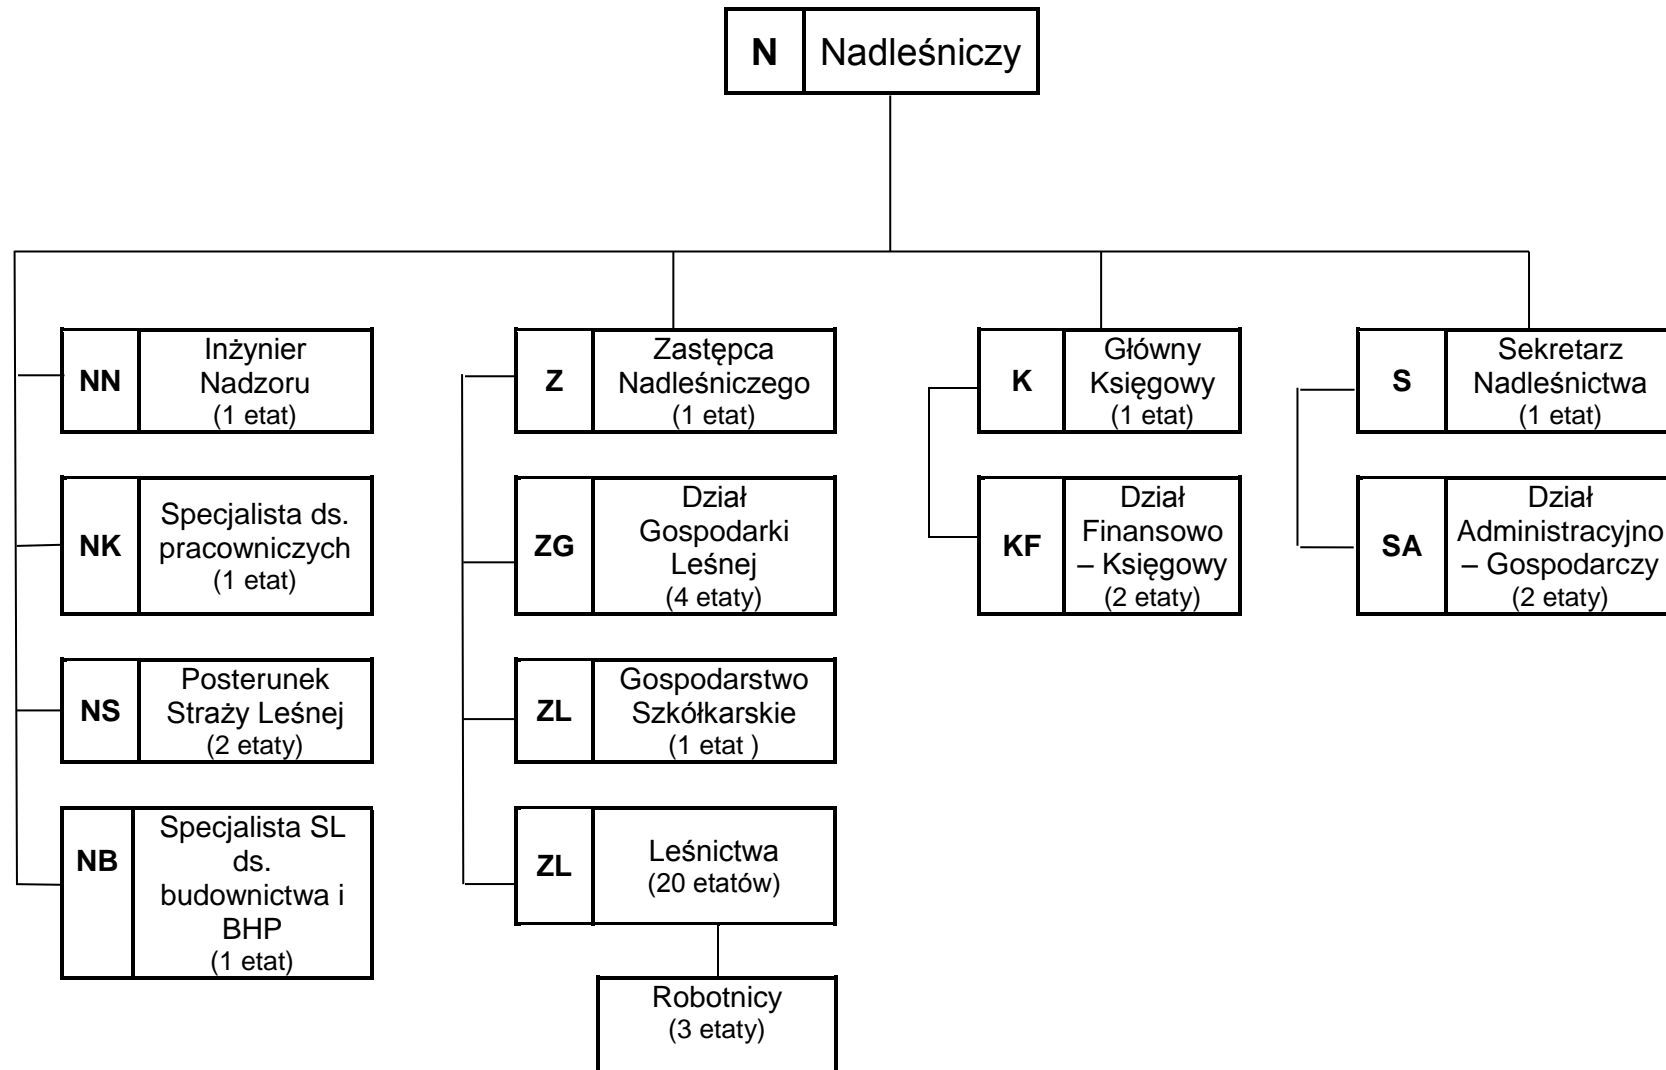 N Nadleśniczy
NN
Inżynier
Nadzoru
(1 etat)
NK
Specjalista ds.
pracowniczych
(1 etat)
NS
Posterunek
Straży Leśnej
(2 etaty)
NB
Specjalista SL
ds.
budownictwa i
BHP
(1 etat)
Z
Zastępca
Nadleśniczego
(1 etat)
ZG
Dział
Gospodarki
Leśnej
(4 etaty)
ZL
Gospodarstwo
Szkółkarskie
(1 etat )
ZL
Leśnictwa
(20 etatów)
Robotnicy
(3 etaty)
K
Główny
Księgowy
(1 etat)
KF
Dział
Finansowo
– Księgowy
(2 etaty)
S
Sekretarz
Nadleśnictwa
(1 etat)
SA
Dział
Administracyjno
– Gospodarczy
(2 etaty)